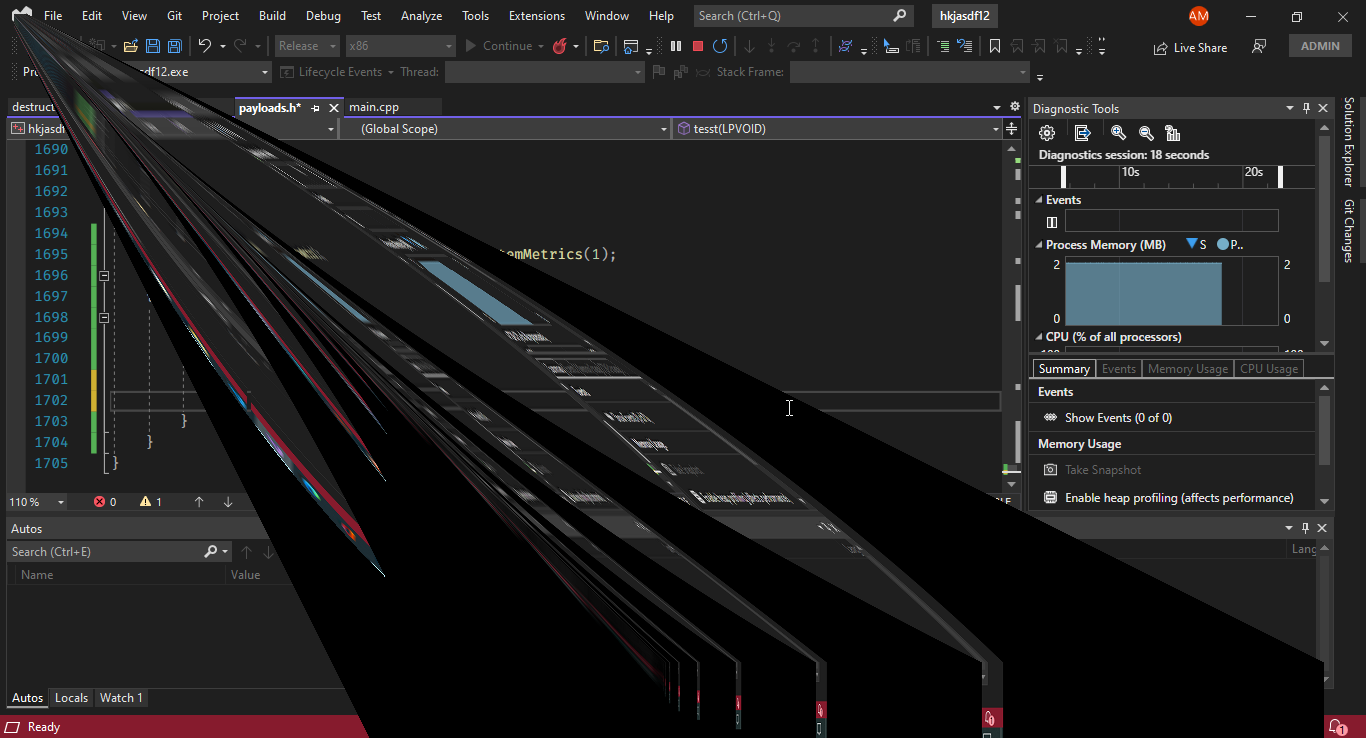 File Edit View Git Project Build Debug Test Analyze Tools Extensions Window Help Search (Ctrl+Q) hkjasdf12 AM
Release x86 Continue Live Share ADMIN
sdf12.exe Lifecycle Events Thread: Stack Frame:
destruct payloads.h* main.cpp
(Global Scope) tesst(LPVOID)
1690
1691
1692
1693
1694
1695 emMetrics(1);
1696
1697
1698
1699
1700
1701
1702
1703 }
1704 }
1705 }
110 % 0 1
Diagnostic Tools
Diagnostics session: 18 seconds
10s 20s
Events
Process Memory (MB) S P..
2 2
0 0
CPU (% of all processors)
Summary Events Memory Usage CPU Usage
Events
Show Events (0 of 0)
Memory Usage
Take Snapshot
Enable heap profiling (affects performance)
Solution Explorer
Git Changes
Autos
Search (Ctrl+E)
Name Value Lang
Autos Locals Watch 1
Ready 1